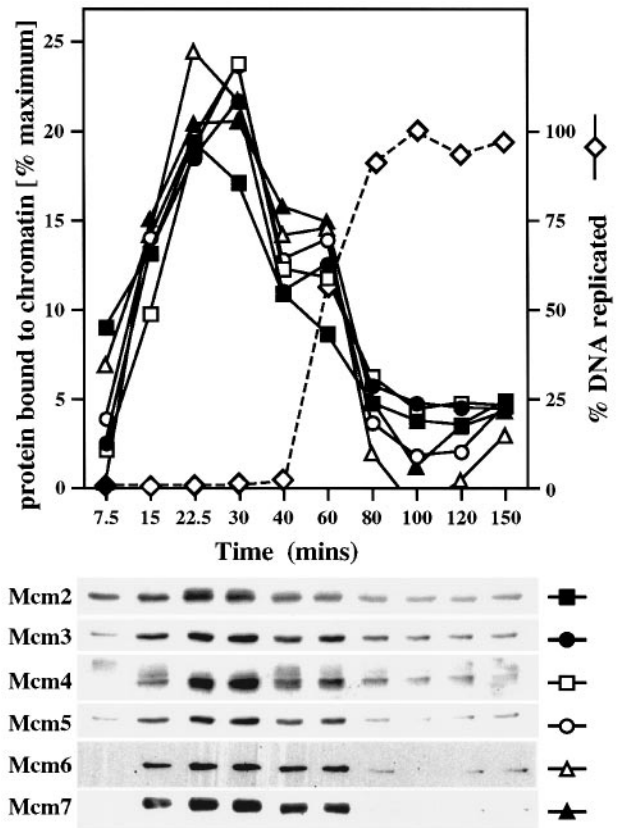 protein bound to chromatin [% maximum]
25
20
15
10
5
0
100
75
50
25
0
% DNA replicated
7.5 15 22.5 30 40 60 80 100 120 150
Time (mins)
Mcm2
Mcm3
Mcm4
Mcm5
Mcm6
Mcm7